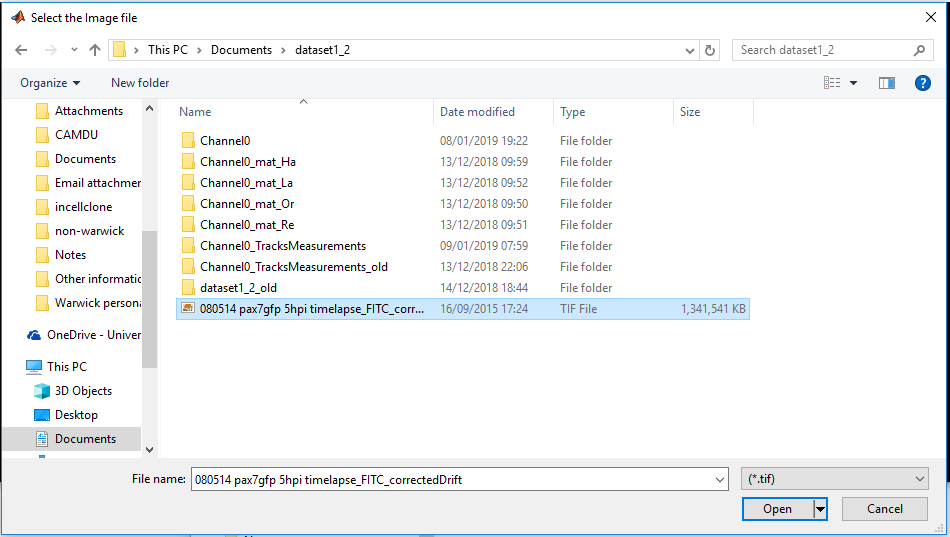 Select the Image file
This PC > Documents > dataset1_2
Search dataset1_2
Organize
New folder
Attachments
CAMDU
Documents
Email attachmer
incellclone
non-warwick
Notes
Other informatic
Warwick persona
OneDrive - Univer
This PC
3D Objects
Desktop
Documents
Name Date modified Type Size
Channel0 08/01/2019 19:22 File folder
Channel0_mat_Ha 13/12/2018 09:59 File folder
Channel0_mat_La 13/12/2018 09:52 File folder
Channel0_mat_Or 13/12/2018 09:50 File folder
Channel0_mat_Re 13/12/2018 09:51 File folder
Channel0_TracksMeasurements 09/01/2019 07:59 File folder
Channel0_TracksMeasurements_old 13/12/2018 22:06 File folder
dataset1_2_old 14/12/2018 18:44 File folder
080514 pax7gfp 5hpi timelapse_FITC_corr... 16/09/2015 17:24 TIF File 1,341,541 KB
File name: 080514 pax7gfp 5hpi timelapse_FITC_correctedDrift (*.tif)
Open Cancel